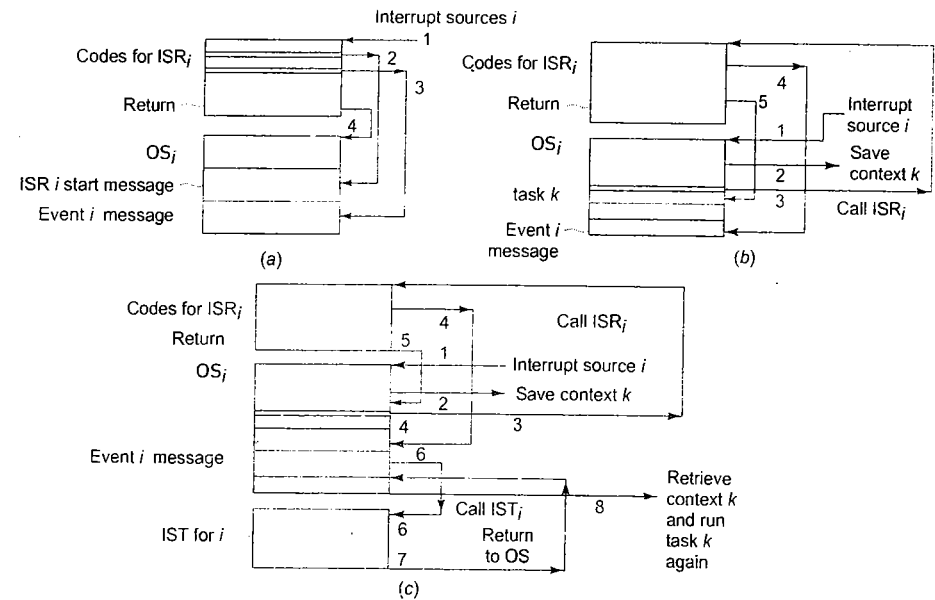 Interrupt sources i
1
Codes for ISRi
2
3
Return
4
OSi
ISR i start message
Event i message
(a)
Codes for ISRi
4
Return
5
Interrupt
source i
1
OSi
Save
context k
2
task k
3
Call ISRi
Event i
message
(b)
Codes for ISRi
4
Call ISRi
Return
5
1
Interrupt source i
OSi
Save context k
2
3
4
Event i message
6
Retrieve
context k
and run
task k
again
8
Call ISTi
IST for i
6
Return
to OS
7
(c)